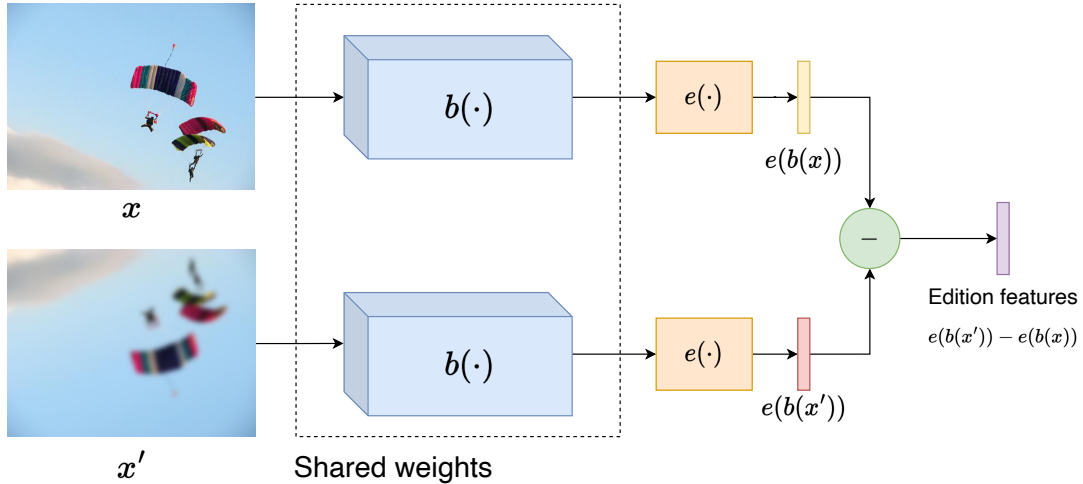 x
b(·)
e(·)
e(b(x))
−
x′
b(·)
e(·)
e(b(x′))
Edition features
e(b(x′)) − e(b(x))
Shared weights